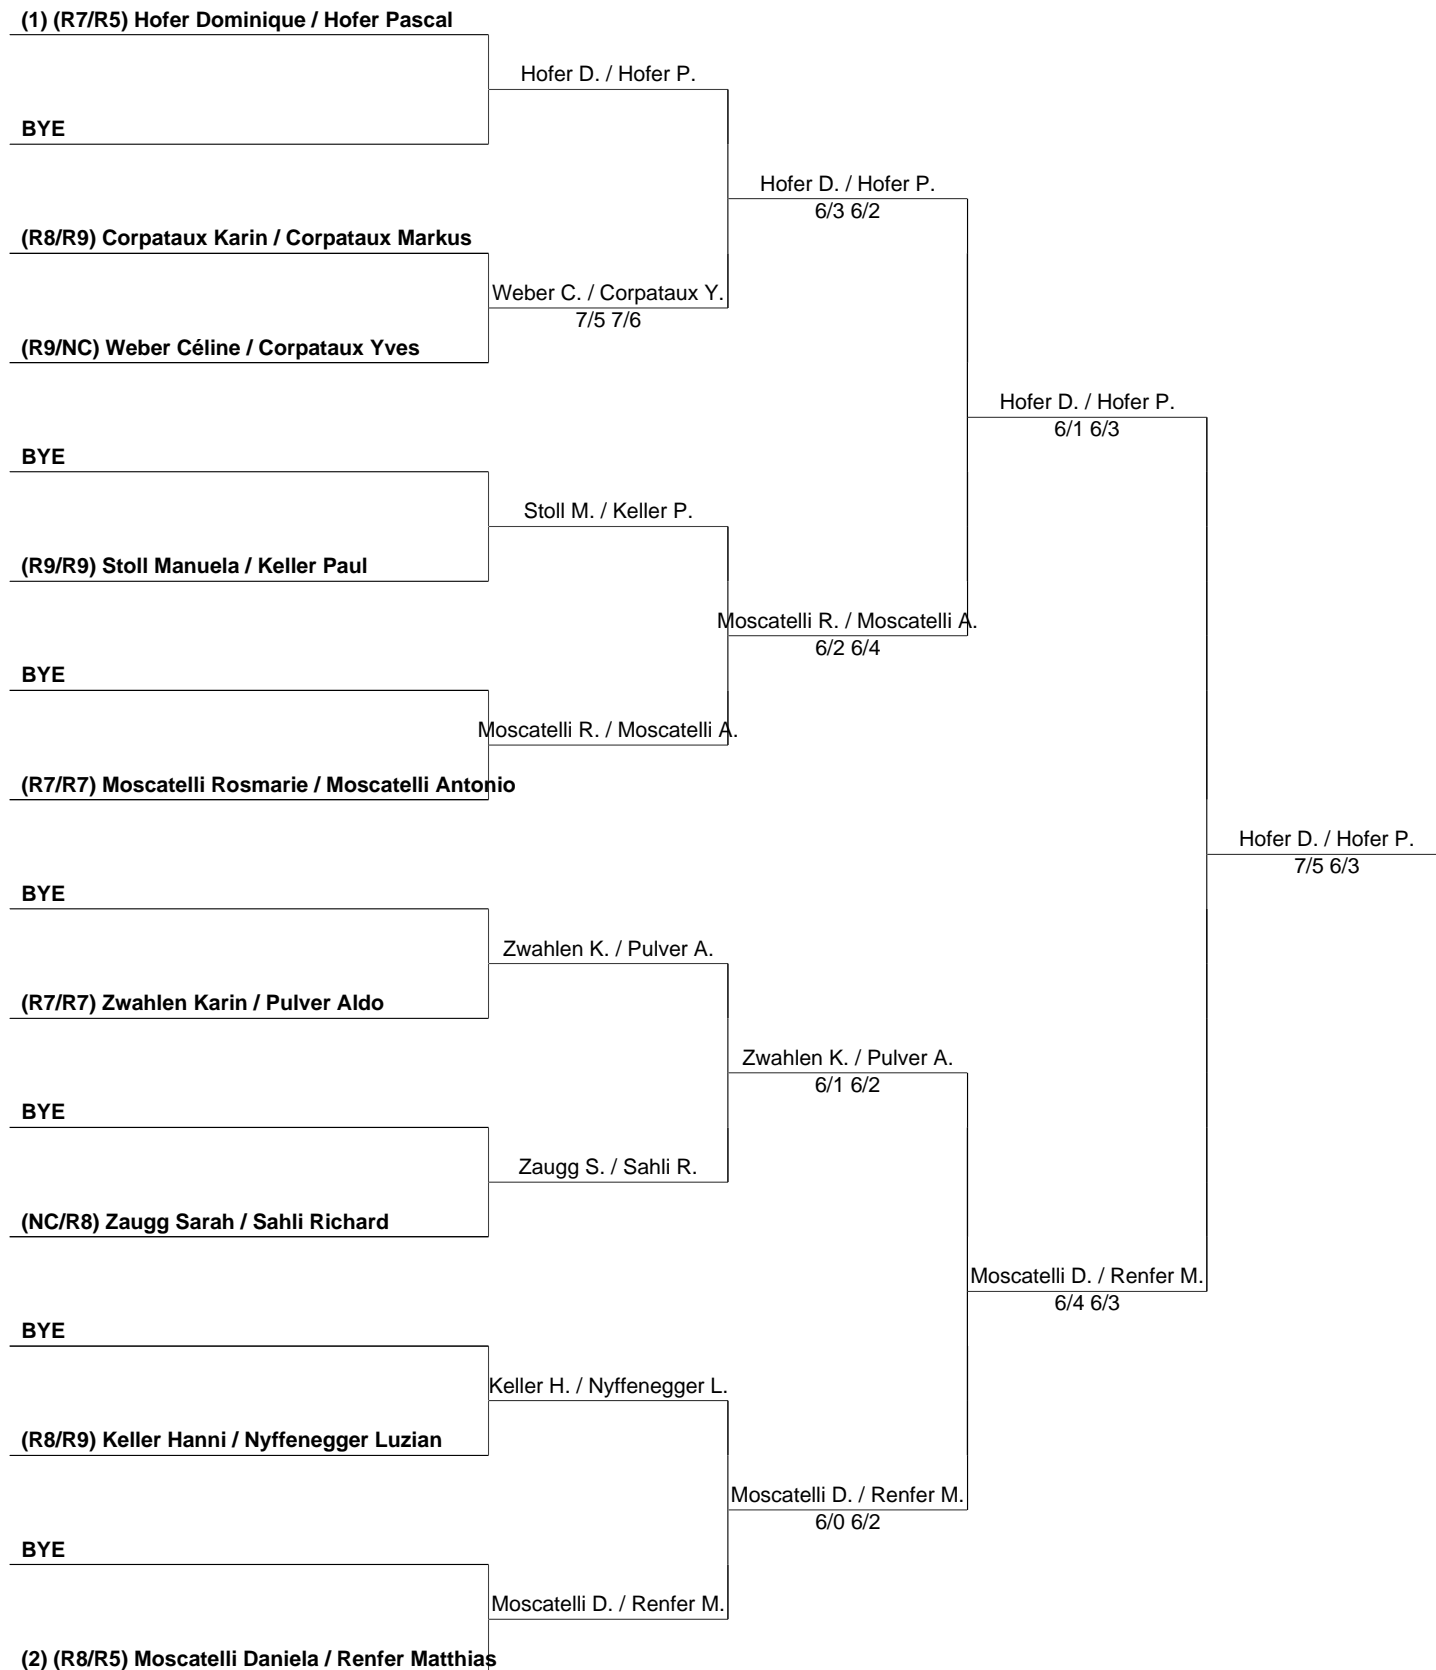 (1) (R7/R5) Hofer Dominique / Hofer Pascal
Hofer D. / Hofer P.
BYE
Hofer D. / Hofer P.
6/3 6/2
(R8/R9) Corpataux Karin / Corpataux Markus
Weber C. / Corpataux Y.
7/5 7/6
(R9/NC) Weber Céline / Corpataux Yves
Hofer D. / Hofer P.
6/1 6/3
BYE
Stoll M. / Keller P.
(R9/R9) Stoll Manuela / Keller Paul
Moscatelli R. / Moscatelli A.
6/2 6/4
BYE
Moscatelli R. / Moscatelli A.
(R7/R7) Moscatelli Rosmarie / Moscatelli Antonio
Hofer D. / Hofer P.
7/5 6/3
BYE
Zwahlen K. / Pulver A.
(R7/R7) Zwahlen Karin / Pulver Aldo
Zwahlen K. / Pulver A.
6/1 6/2
BYE
Zaugg S. / Sahli R.
(NC/R8) Zaugg Sarah / Sahli Richard
Moscatelli D. / Renfer M.
6/4 6/3
BYE
Keller H. / Nyffenegger L.
(R8/R9) Keller Hanni / Nyffenegger Luzian
Moscatelli D. / Renfer M.
6/0 6/2
BYE
Moscatelli D. / Renfer M.
(2) (R8/R5) Moscatelli Daniela / Renfer Matthias